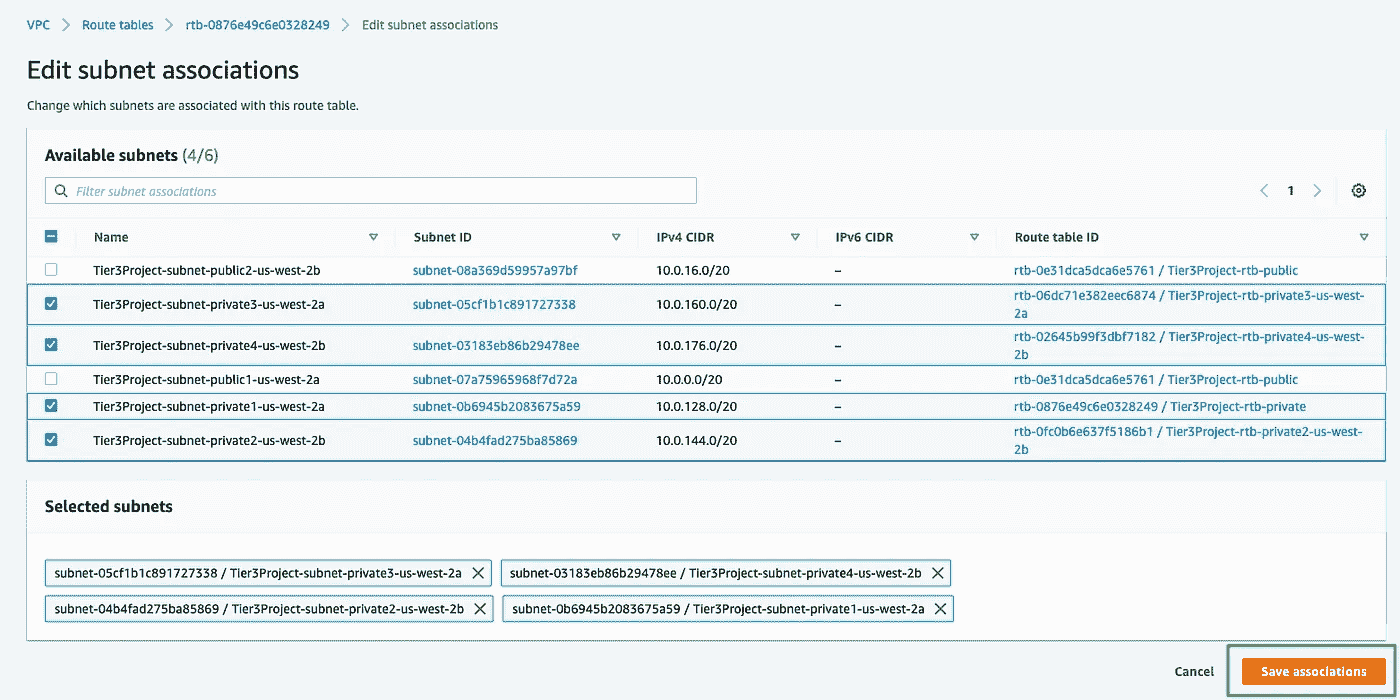 VPC > Route tables > rtb-0876e49c6e0328249 > Edit subnet associations
Edit subnet associations
Change which subnets are associated with this route table.
Available subnets (4/6)
Filter subnet associations
1
Name Subnet ID IPv4 CIDR IPv6 CIDR Route table ID
Tier3Project-subnet-public2-us-west-2b subnet-08a369d59957a97bf 10.0.16.0/20 – rtb-0e31dca5dca6e5761 / Tier3Project-rtb-public
Tier3Project-subnet-private3-us-west-2a subnet-05cf1b1c891727338 10.0.160.0/20 – rtb-06dc71e382eec6874 / Tier3Project-rtb-private3-us-west-
2a
Tier3Project-subnet-private4-us-west-2b subnet-03183eb86b29478ee 10.0.176.0/20 – rtb-02645b99f3dbf7182 / Tier3Project-rtb-private4-us-west-
2b
Tier3Project-subnet-public1-us-west-2a subnet-07a75965968f7d72a 10.0.0.0/20 – rtb-0e31dca5dca6e5761 / Tier3Project-rtb-public
Tier3Project-subnet-private1-us-west-2a subnet-0b6945b2083675a59 10.0.128.0/20 – rtb-0876e49c6e0328249 / Tier3Project-rtb-private
Tier3Project-subnet-private2-us-west-2b subnet-04b4fad275ba85869 10.0.144.0/20 – rtb-0fc0b6e637f5186b1 / Tier3Project-rtb-private2-us-west-
2b
Selected subnets
subnet-05cf1b1c891727338 / Tier3Project-subnet-private3-us-west-2a subnet-03183eb86b29478ee / Tier3Project-subnet-private4-us-west-2b
subnet-04b4fad275ba85869 / Tier3Project-subnet-private2-us-west-2b subnet-0b6945b2083675a59 / Tier3Project-subnet-private1-us-west-2a
Cancel Save associations